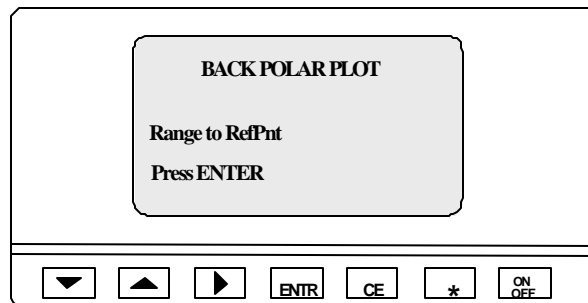 BACK POLAR PLOT
Range to RefPnt
Press ENTER
ENTR CE * ON
OFF